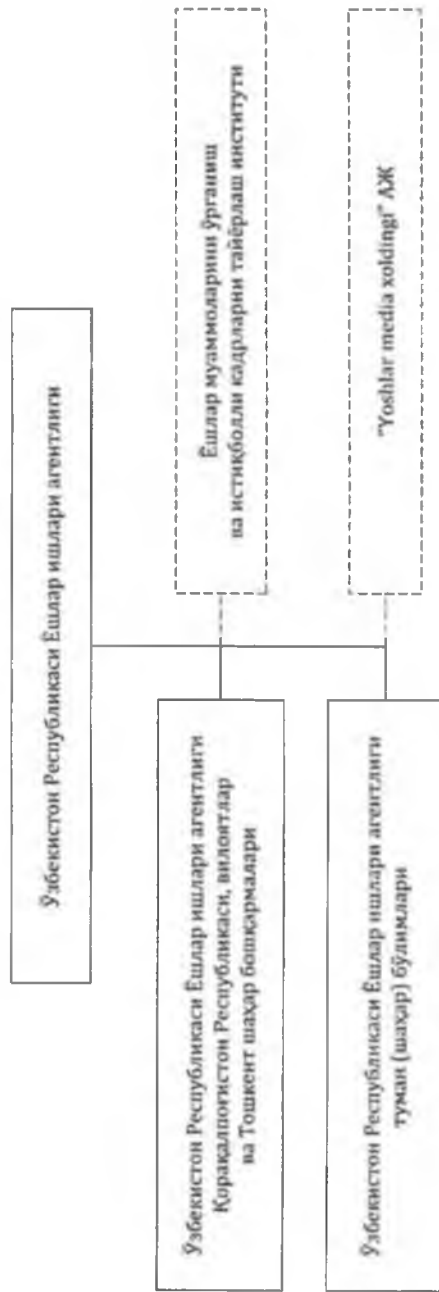 Ўзбекистон Республикаси Ёшлар ишлари агентлиги
Ўзбекистон Республикаси Ёшлар ишлари агентлиги
Қорақалпоғистон Республикаси, вилоятлар
ва Тошкент шаҳар бошқармалари
Ёшлар муаммоларини ўрганиш
ва истиқболли кадрларни тайёрлаш институти
Ўзбекистон Республикаси Ёшлар ишлари агентлиги
туман (шаҳар) бўлимлари
"Yoshlar media xoldingi" АЖ